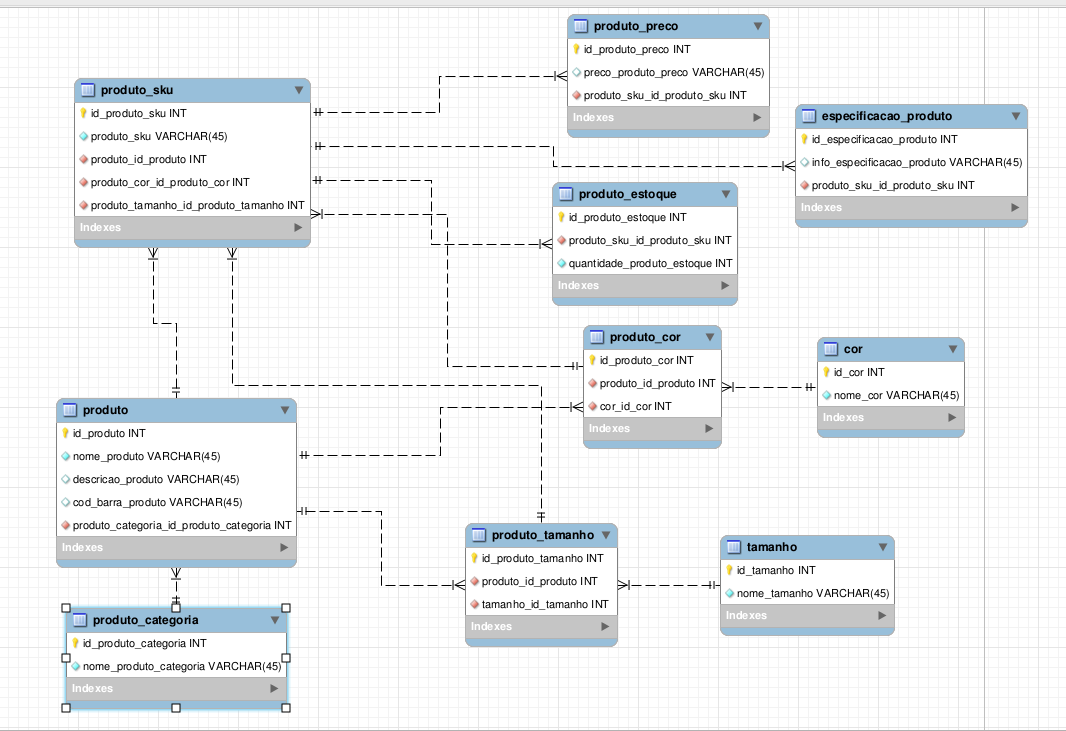 produto_preco
id_produto_preco INT
preco_produto_preco VARCHAR(45)
produto_sku_id_produto_sku INT
Indexes
produto_sku
id_produto_sku INT
produto_sku VARCHAR(45)
produto_id_produto INT
produto_cor_id_produto_cor INT
produto_tamanho_id_produto_tamanho INT
Indexes
especificacao_produto
id_especificacao_produto INT
info_especificacao_produto VARCHAR(45)
produto_sku_id_produto_sku INT
Indexes
produto_estoque
id_produto_estoque INT
produto_sku_id_produto_sku INT
quantidade_produto_estoque INT
Indexes
produto_cor
id_produto_cor INT
produto_id_produto INT
cor_id_cor INT
Indexes
cor
id_cor INT
nome_cor VARCHAR(45)
Indexes
produto
id_produto INT
nome_produto VARCHAR(45)
descricao_produto VARCHAR(45)
cod_barra_produto VARCHAR(45)
produto_categoria_id_produto_categoria INT
Indexes
produto_tamanho
id_produto_tamanho INT
produto_id_produto INT
tamanho_id_tamanho INT
Indexes
tamanho
id_tamanho INT
nome_tamanho VARCHAR(45)
Indexes
produto_categoria
id_produto_categoria INT
nome_produto_categoria VARCHAR(45)
Indexes